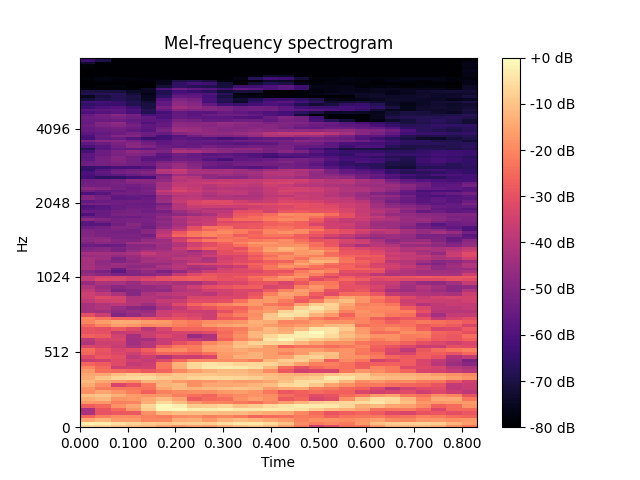 Mel-frequency spectrogram
+0 dB
-10 dB
-20 dB
-30 dB
-40 dB
-50 dB
-60 dB
-70 dB
-80 dB
4096
2048
1024
512
0
Hz
0.000 0.100 0.200 0.300 0.400 0.500 0.600 0.700 0.800
Time